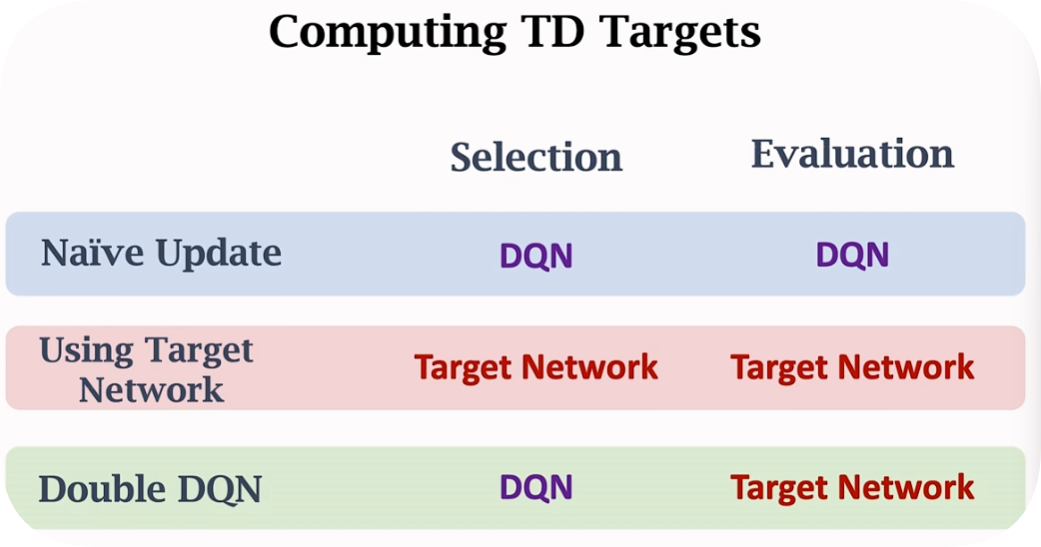 Computing TD Targets
Selection Evaluation
Naïve Update DQN DQN
Using Target
Network Target Network Target Network
Double DQN DQN Target Network